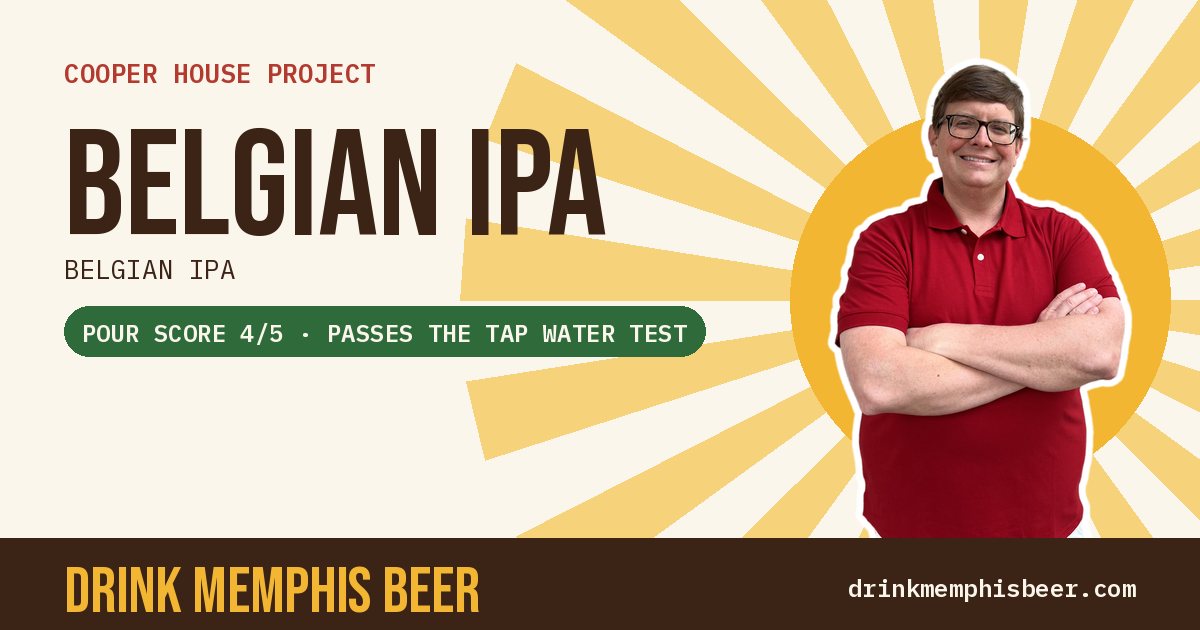 COOPER HOUSE PROJECT
BELGIAN IPA
BELGIAN IPA
POUR SCORE 4/5 · PASSES THE TAP WATER TEST
DRINK MEMPHIS BEER
drinkmemphisbeer.com